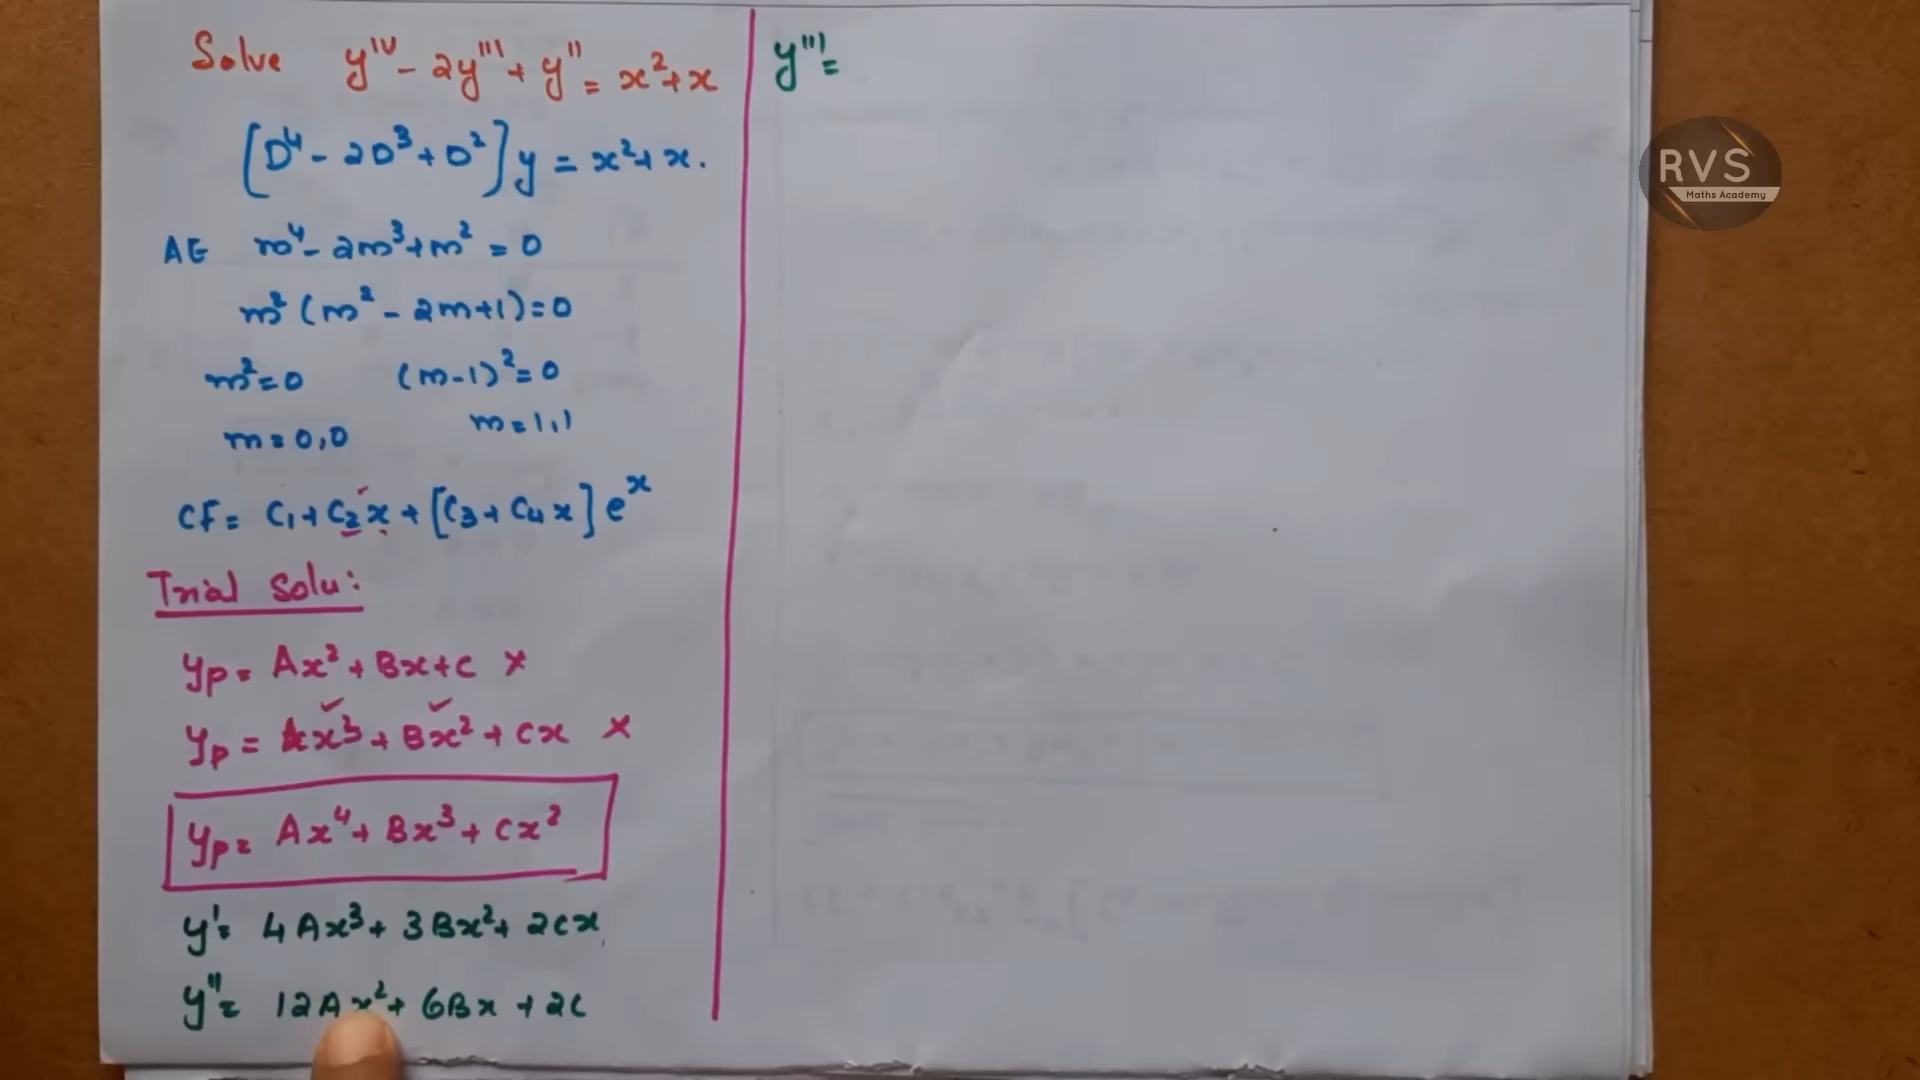 Solve y'ᵛ - 2y''' + y'' = x² + x
[D⁴ - 2D³ + D²] y = x² + x.
AE m⁴ - 2m³ + m² = 0
m² (m² - 2m + 1) = 0
m² = 0 (m - 1)² = 0
m = 0, 0 m = 1, 1
CF = C₁ + C₂x + [C₃ + C₄x] eˣ
Trial Solu:
yp = Ax² + Bx + C ×
yp = Ax³ + Bx² + Cx ×
yp = Ax⁴ + Bx³ + Cx²
y' = 4Ax³ + 3Bx² + 2Cx
y'' = 12Ax² + 6Bx + 2C
y''' =
RVS
Maths Academy